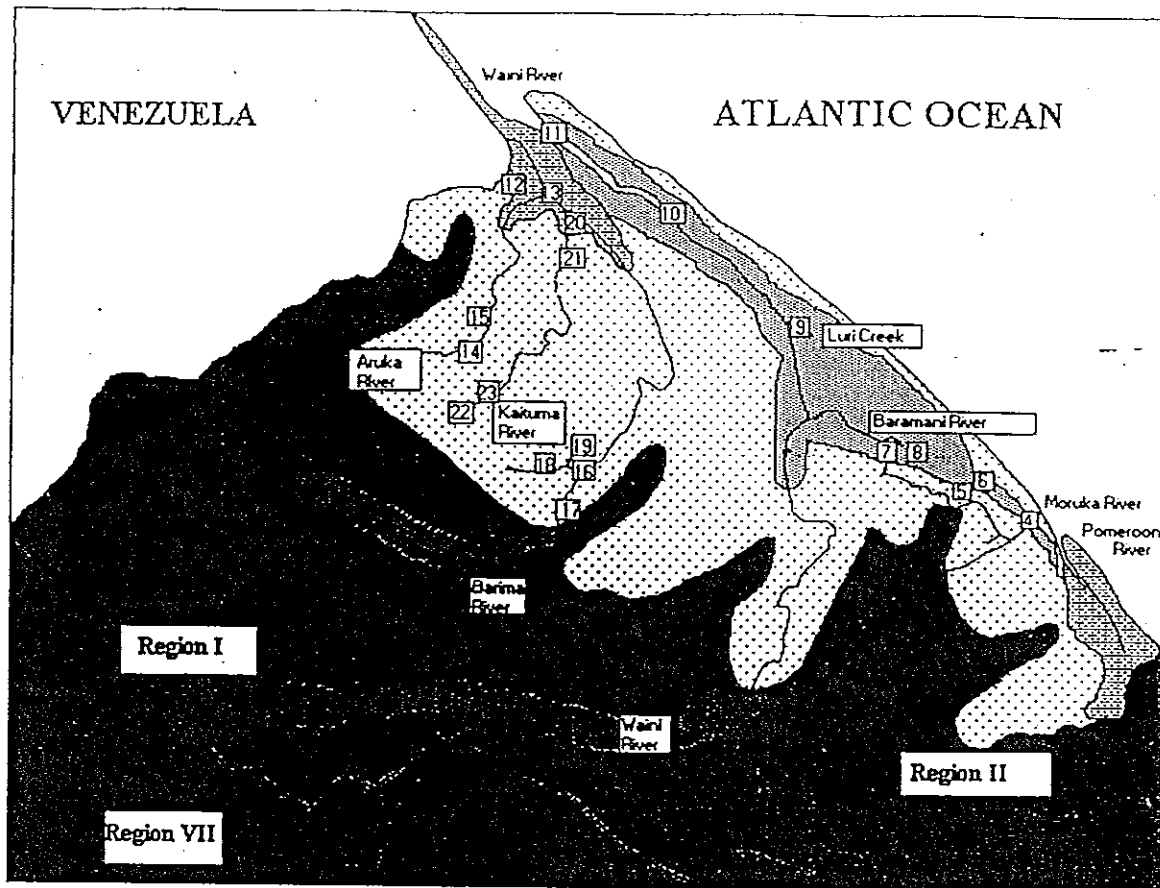 Waini River
VENEZUELA
ATLANTIC OCEAN
11
12
13
10
20
21
15
9
Luri Creek
14
Aruka
River
23
22
Kaituma
River
Baramani River
19
7
8
18
16
6
5
Moruka River
17
4
Pomeroon
River
Barima
River
Region I
Waini
River
Region II
Region VII